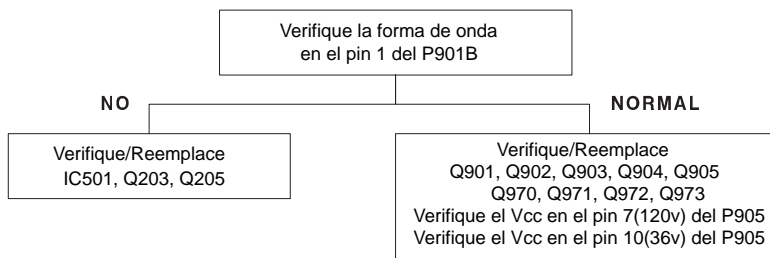 Verifique la forma de onda
en el pin 1 del P901B
NO
NORMAL
Verifique/Reemplace
IC501, Q203, Q205
Verifique/Reemplace
Q901, Q902, Q903, Q904, Q905
Q970, Q971, Q972, Q973
Verifique el Vcc en el pin 7(120v) del P905
Verifique el Vcc en el pin 10(36v) del P905